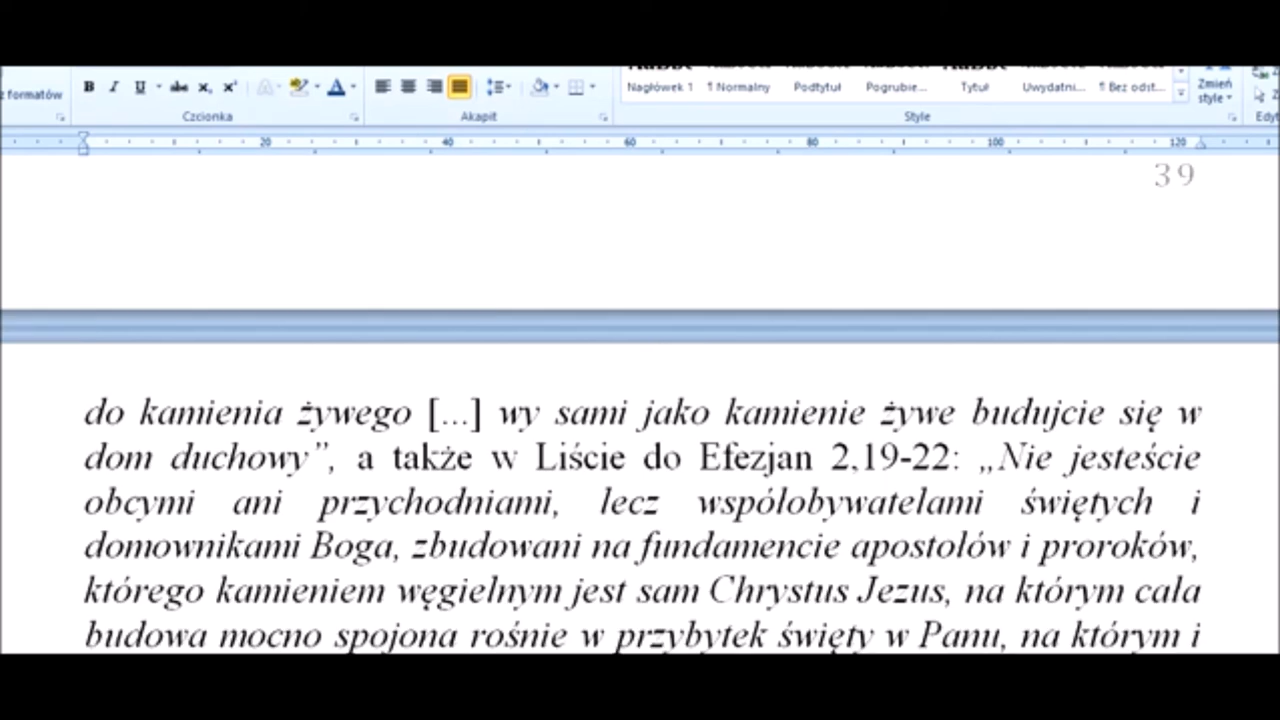 z formatów
B I U abc x, x² A
Czcionka
Akapit
Nagłówek 1 ¶ Normalny Podtytuł Pogrubie... Tytuł Uwydatni... ¶ Bez odst...
Zmień
style
Style
Edyt
20 40 60 80 100 120
39
do kamienia żywego [...] wy sami jako kamienie żywe budujcie się w
dom duchowy”, a także w Liście do Efezjan 2,19-22: „Nie jesteście
obcymi ani przychodniami, lecz współobywatelami świętych i
domownikami Boga, zbudowani na fundamencie apostołów i proroków,
którego kamieniem węgielnym jest sam Chrystus Jezus, na którym cała
budowa mocno spojona rośnie w przybytek święty w Panu, na którym i